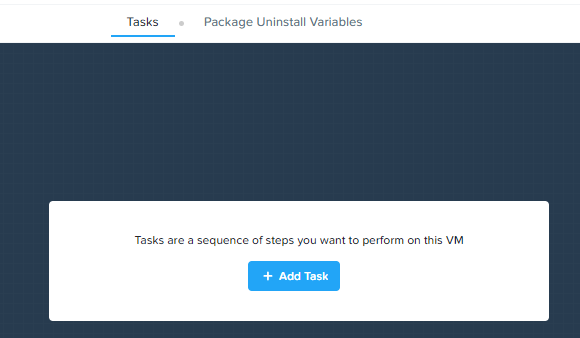 Tasks
Package Uninstall Variables
Tasks are a sequence of steps you want to perform on this VM
+ Add Task